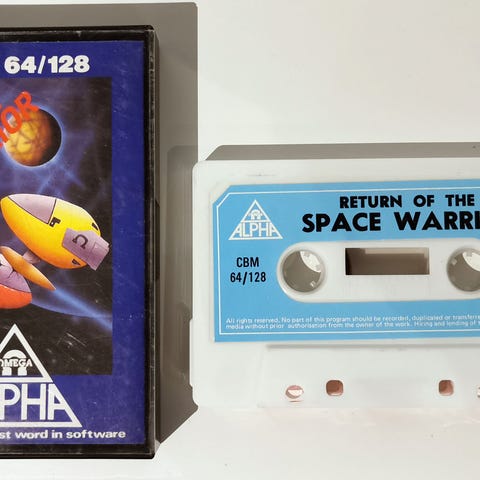 64/128
OMEGA
ALPHA
st word in software
RETURN OF THE
SPACE WARRI
ALPHA
CBM
64/128
All rights reserved. No part of this program should be recorded, duplicated or transferre
media without prior authorisation from the owner of the work. Hiring and lending of t